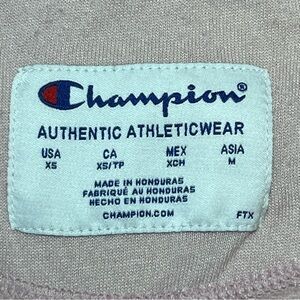 Champion®
AUTHENTIC ATHLETICWEAR
USA CA MEX ASIA
XS XS/TP XCH M
MADE IN HONDURAS
FABRIQUÉ AU HONDURAS
HECHO EN HONDURAS
CHAMPION.COM FTX